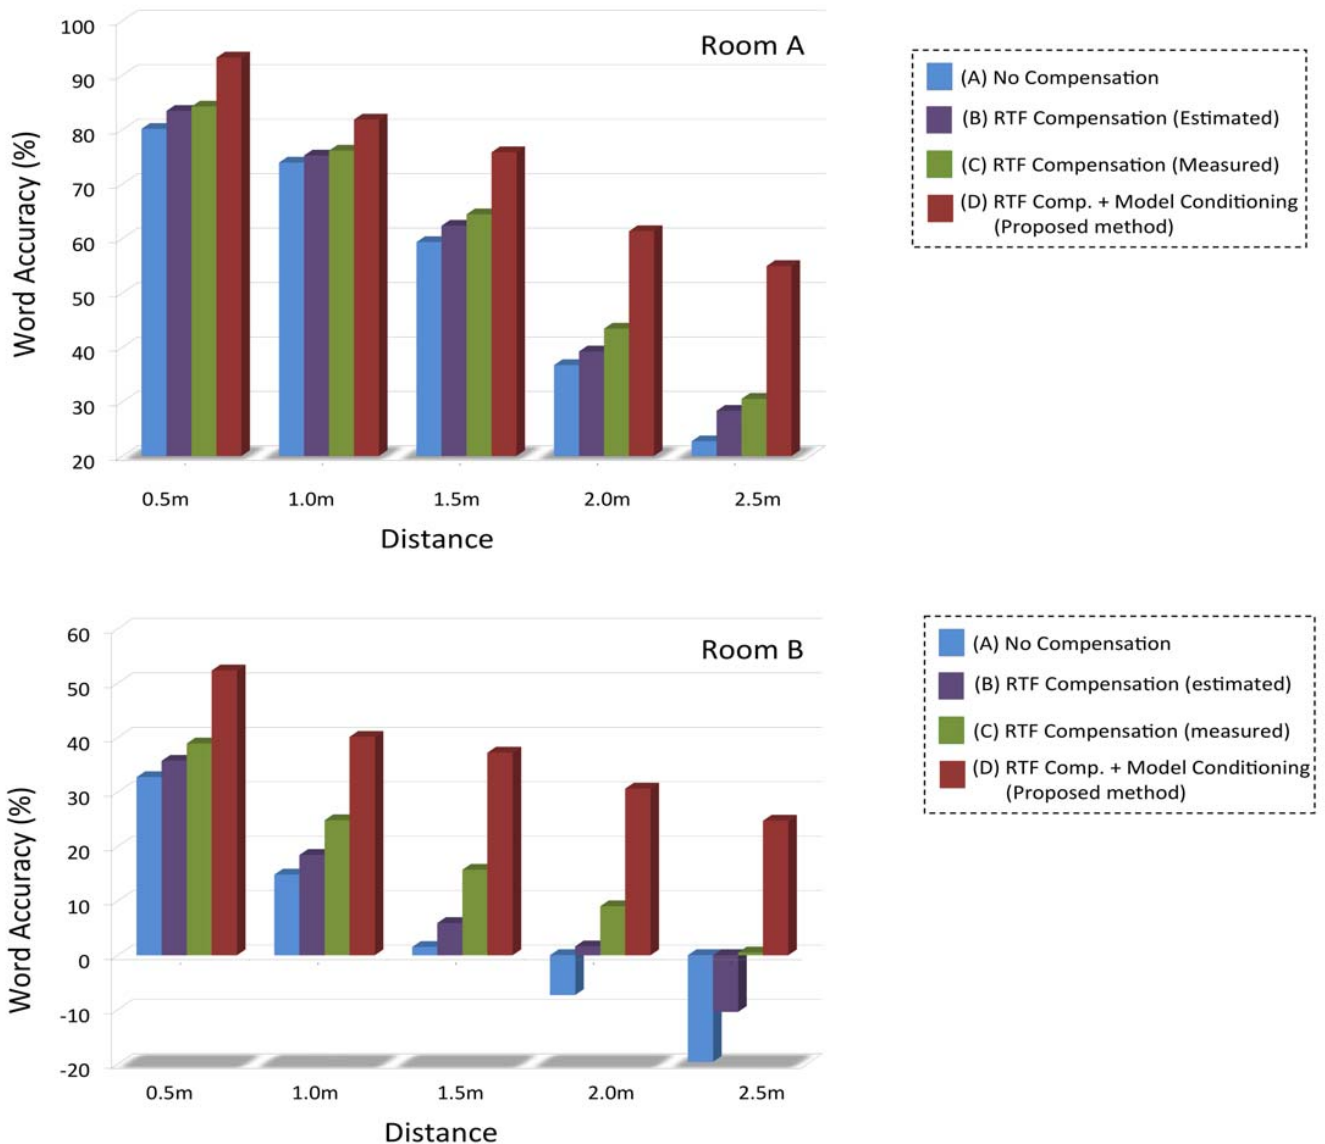 Room A
Word Accuracy (%)
100
90
80
70
60
50
40
30
20
0.5m 1.0m 1.5m 2.0m 2.5m
Distance
(A) No Compensation
(B) RTF Compensation (Estimated)
(C) RTF Compensation (Measured)
(D) RTF Comp. + Model Conditioning
(Proposed method)
Room B
Word Accuracy (%)
60
50
40
30
20
10
0
-10
-20
0.5m 1.0m 1.5m 2.0m 2.5m
Distance
(A) No Compensation
(B) RTF Compensation (estimated)
(C) RTF Compensation (measured)
(D) RTF Comp. + Model Conditioning
(Proposed method)